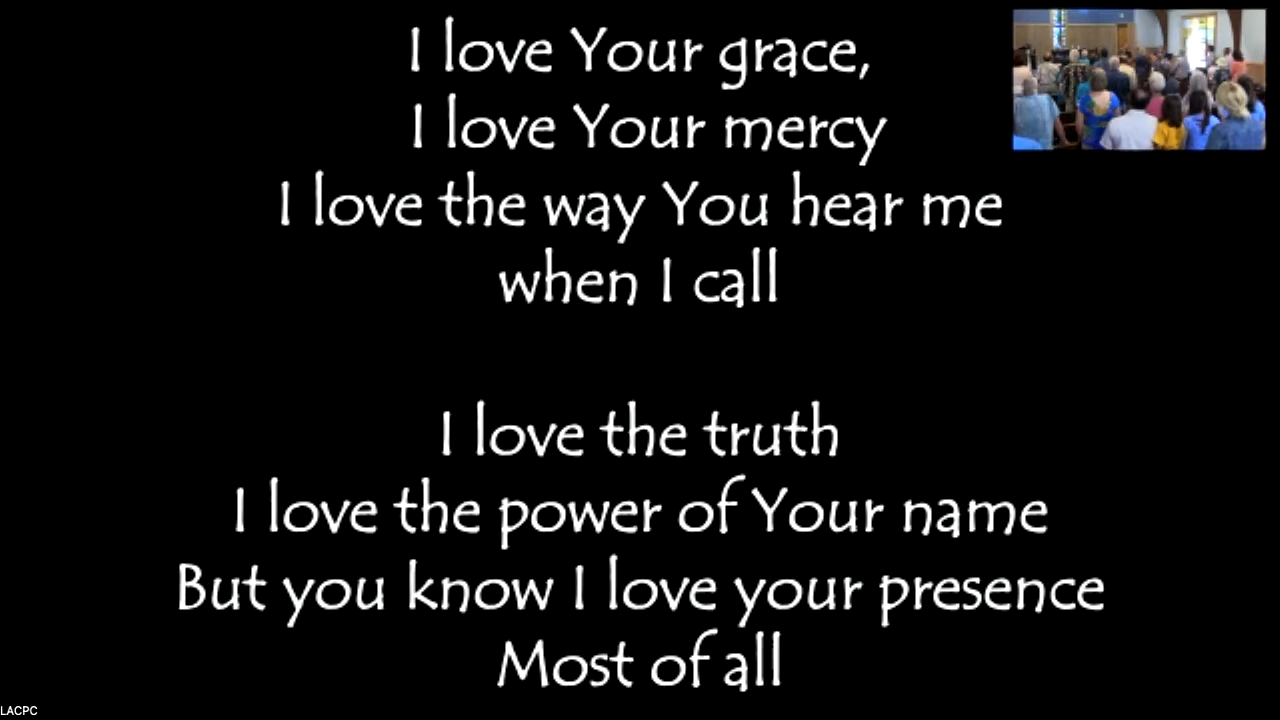 I love Your grace,
I love Your mercy
I love the way You hear me
when I call
I love the truth
I love the power of Your name
But you know I love your presence
Most of all
LACPC